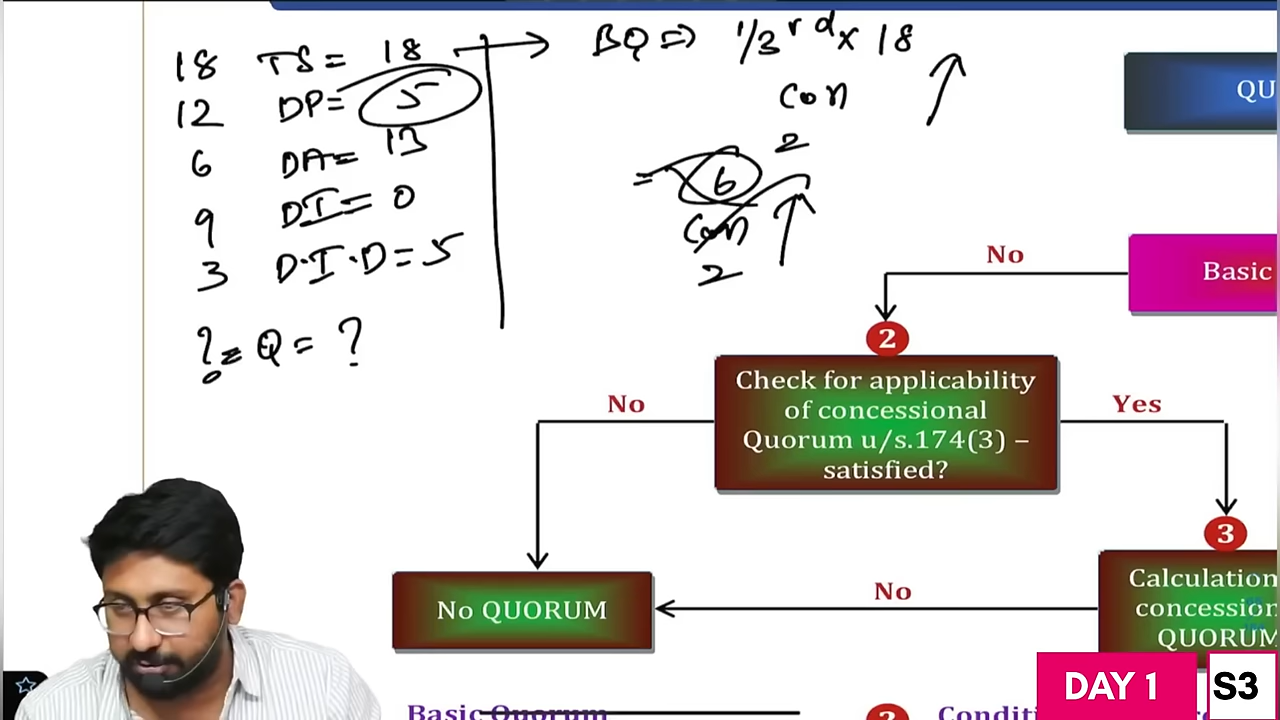 18 TS = 18 → BQ ⇒ 1/3rd x 18
12 DP = 5
con
2
6 DA = 13
= 6
con
2
9 DI = 0
3 D.I.D = 5
? = Q = ?
QU
No
Basic
2
Check for applicability
of concessional
Quorum u/s.174(3) –
satisfied?
No
Yes
3
No QUORUM
No
Calculation
concession
QUORUM
DAY 1 S3
Basic Quorum
2
Conditi